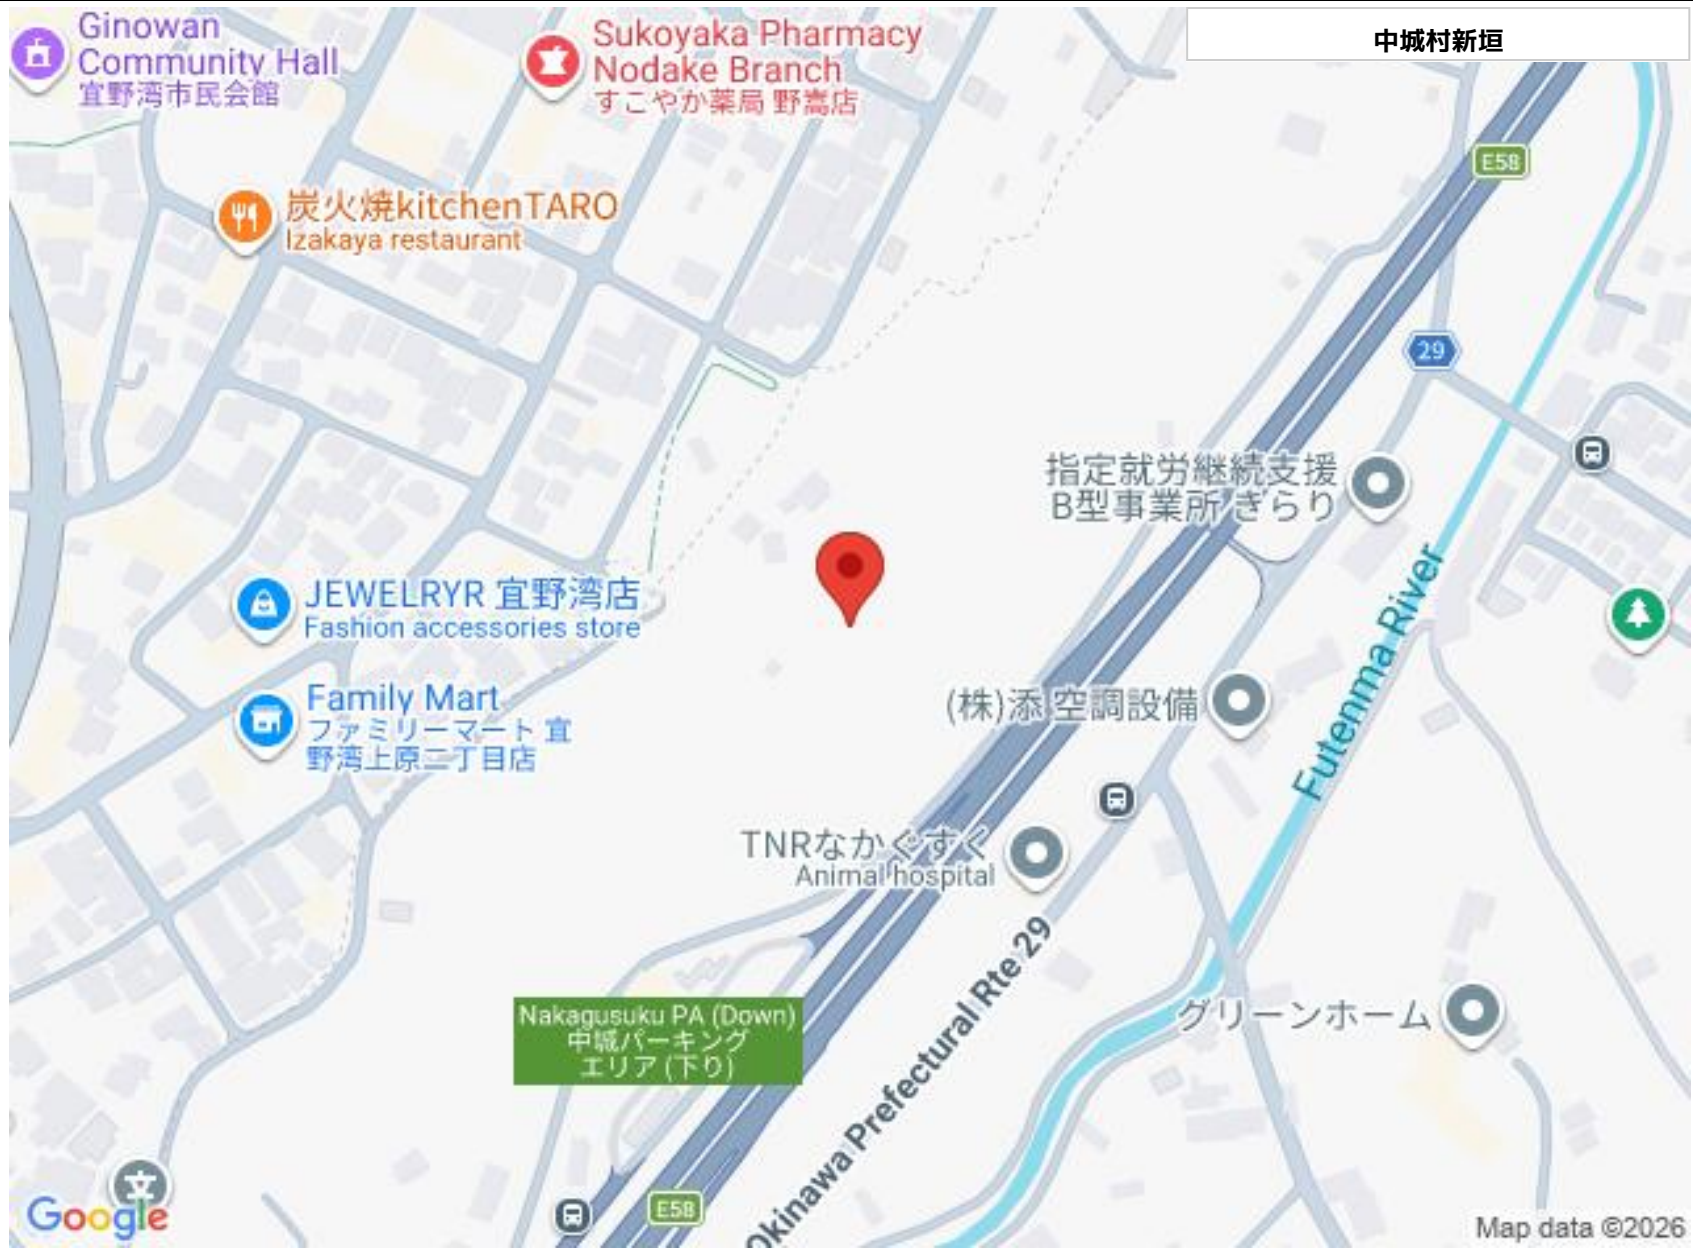 中城村新垣
Ginowan
Community Hall
宜野湾市民会館
Sukoyaka Pharmacy
Nodake Branch
すこやか薬局 野嵩店
E58
炭火焼kitchenTARO
Izakaya restaurant
29
指定就労継続支援
B型事業所 きらり
JEWELRYR 宜野湾店
Fashion accessories store
Futenma River
Family Mart
ファミリーマート 宜
野湾上原二丁目店
(株)添 空調設備
TNRなかぐすく
Animal hospital
Nakagusuku PA (Down)
中城パーキング
エリア (下り)
Okinawa Prefectural Rte 29
グリーンホーム
文
E58
Google
Map data ©2026